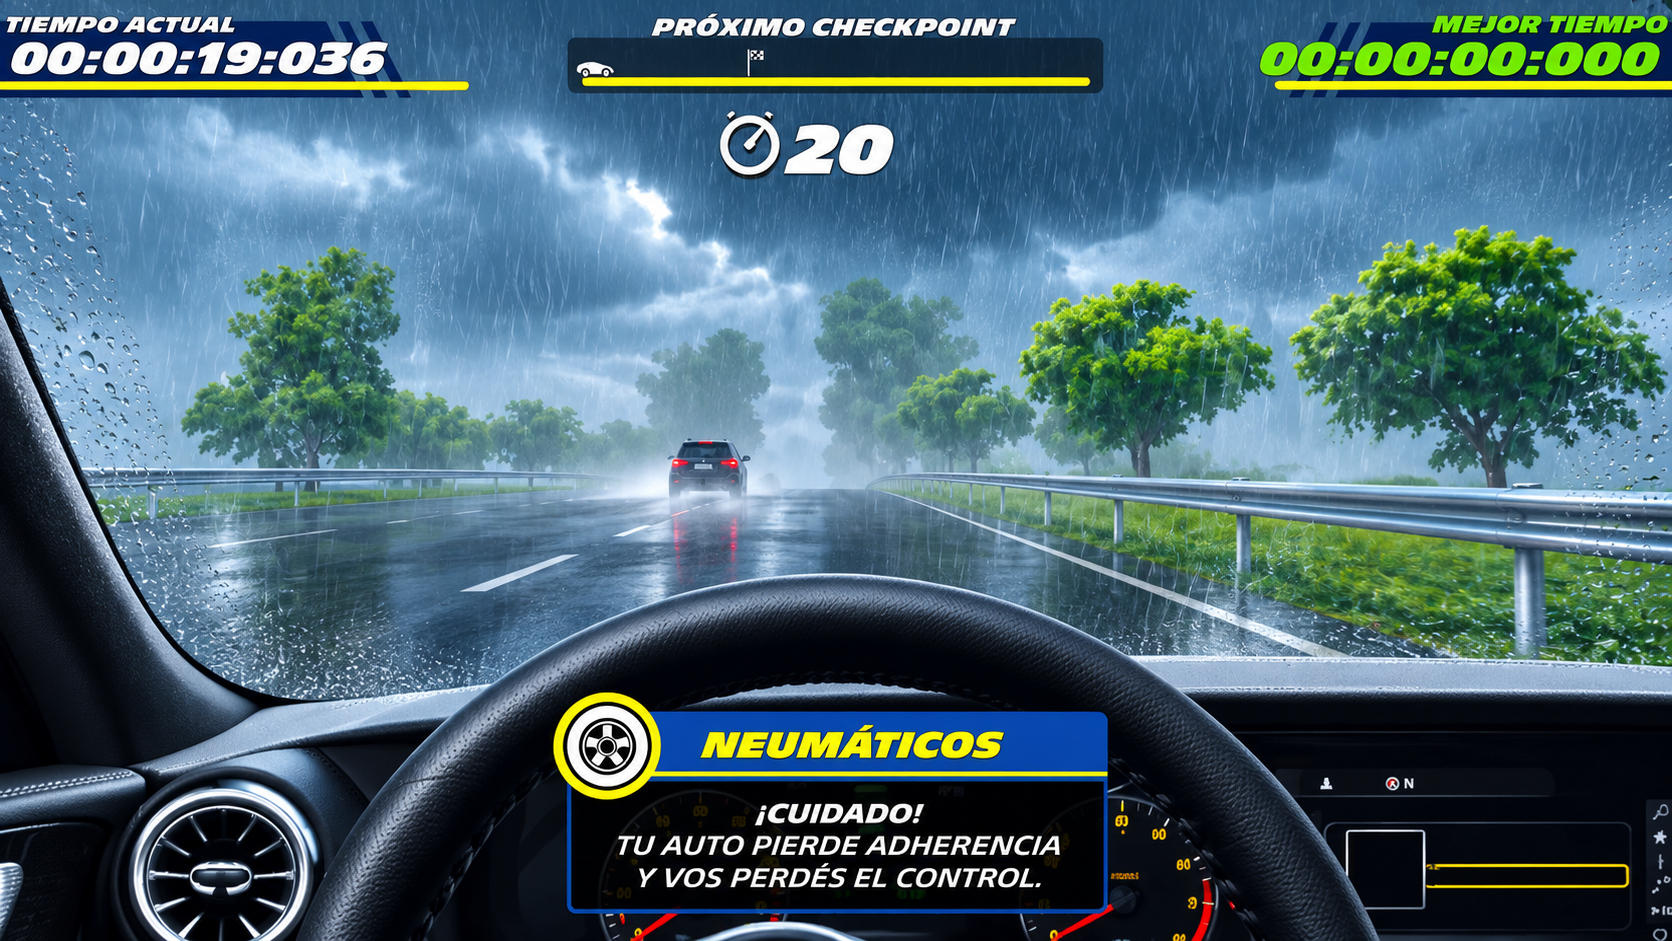 TIEMPO ACTUAL
00:00:19:036
PRÓXIMO CHECKPOINT
MEJOR TIEMPO
00:00:00:000
20
N
NEUMÁTICOS
¡CUIDADO!
TU AUTO PIERDE ADHERENCIA
Y VOS PERDÉS EL CONTROL.